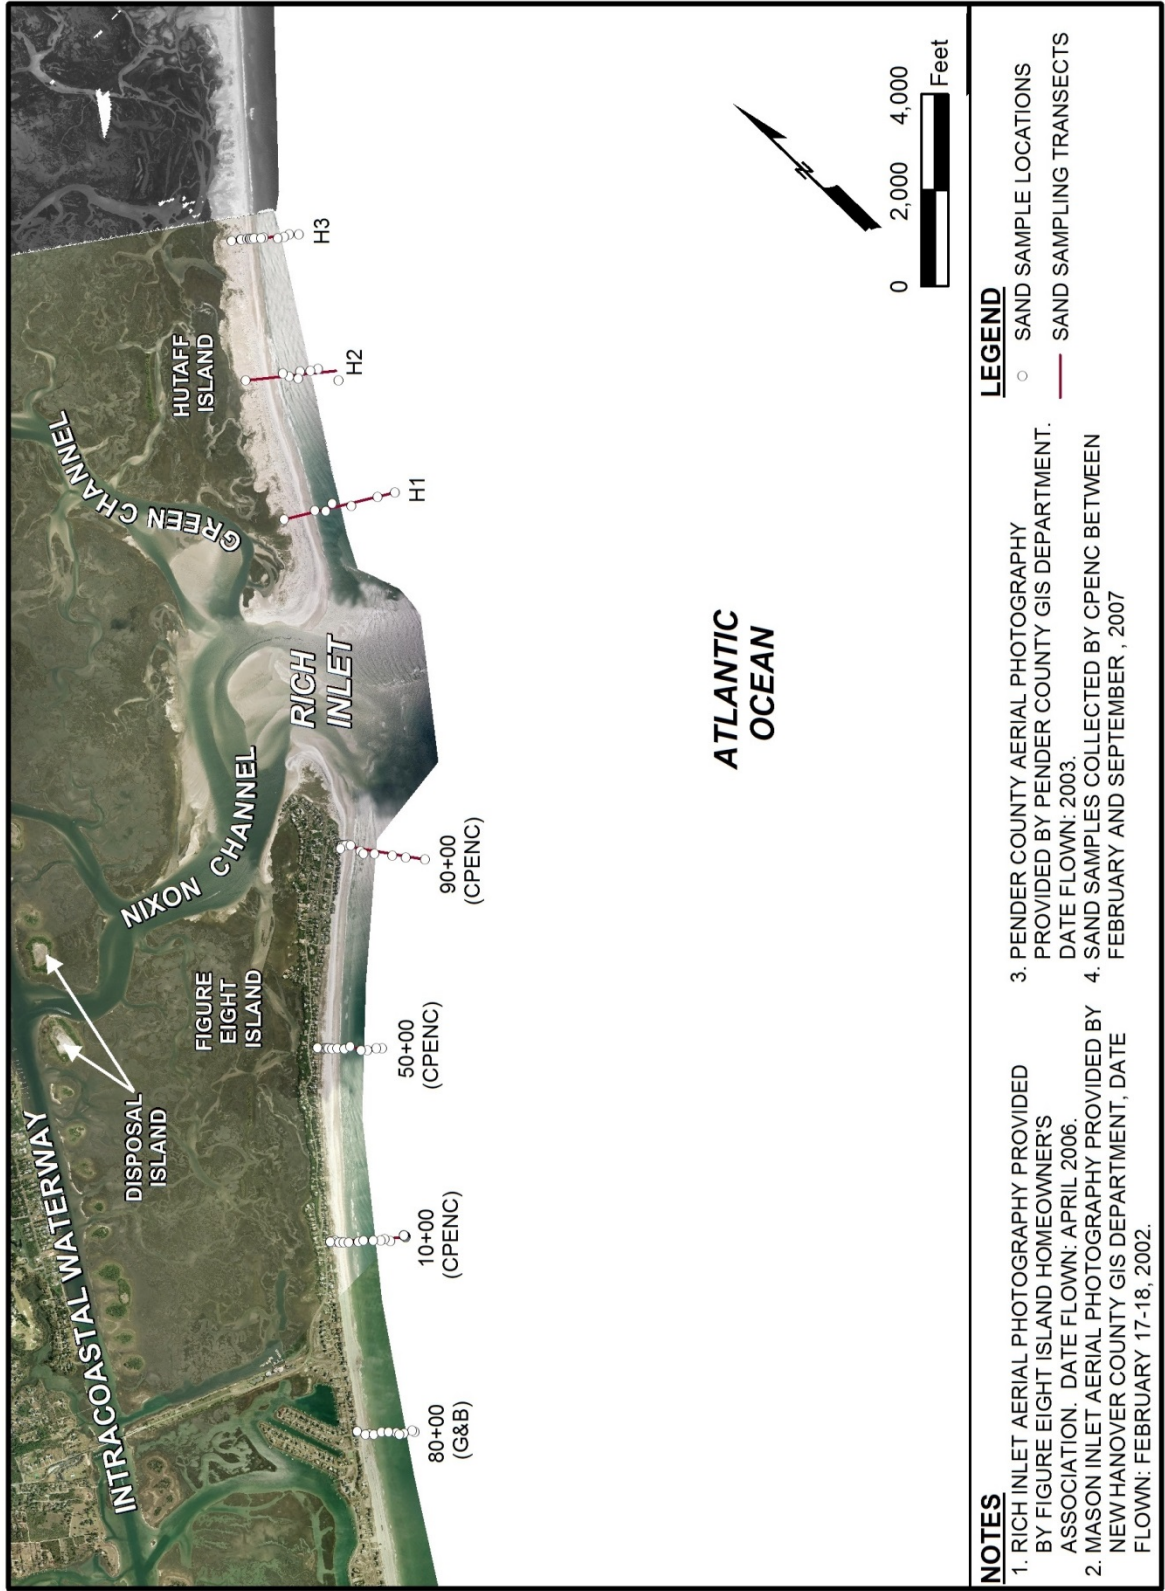 INTRACOASTAL WATERWAY
DISPOSAL
ISLAND
NIXON CHANNEL
GREEN CHANNEL
FIGURE
EIGHT
ISLAND
HUTAFF
ISLAND
RICH
INLET
80+00
(G&B)
10+00
(CPENC)
50+00
(CPENC)
90+00
(CPENC)
H1
H2
H3
ATLANTIC
OCEAN
N
0 2,000 4,000
Feet
NOTES
1. RICH INLET AERIAL PHOTOGRAPHY PROVIDED
BY FIGURE EIGHT ISLAND HOMEOWNER'S
ASSOCIATION. DATE FLOWN: APRIL 2006.
2. MASON INLET AERIAL PHOTOGRAPHY PROVIDED BY
NEW HANOVER COUNTY GIS DEPARTMENT, DATE
FLOWN: FEBRUARY 17-18, 2002.
3. PENDER COUNTY AERIAL PHOTOGRAPHY
PROVIDED BY PENDER COUNTY GIS DEPARTMENT.
DATE FLOWN: 2003.
4. SAND SAMPLES COLLECTED BY CPENC BETWEEN
FEBRUARY AND SEPTEMBER , 2007
LEGEND
SAND SAMPLE LOCATIONS
SAND SAMPLING TRANSECTS